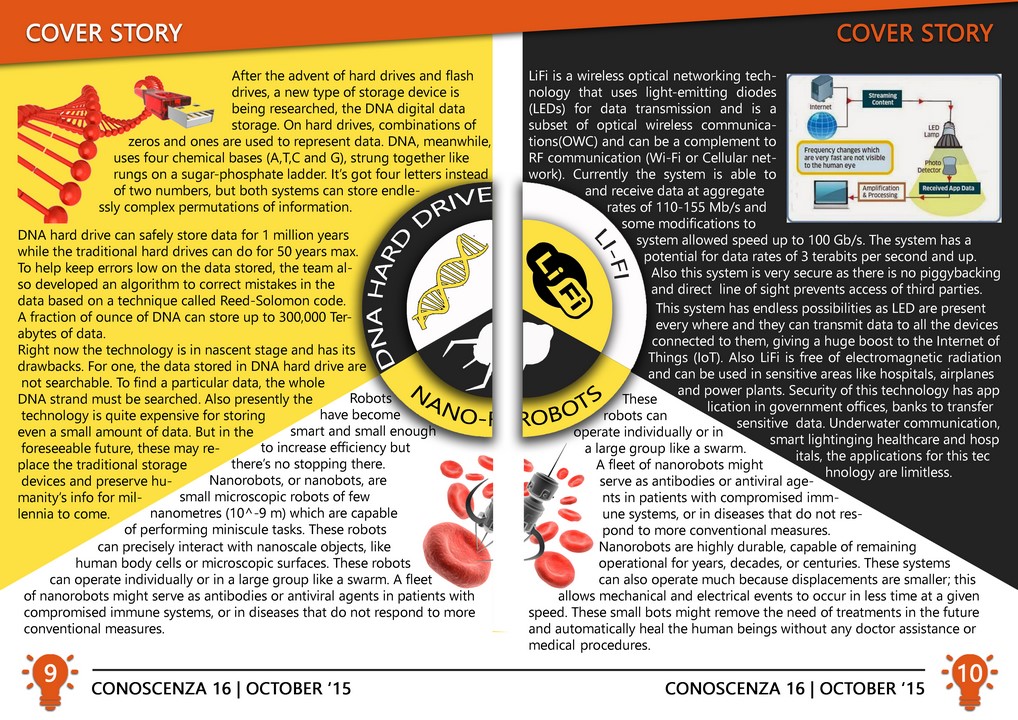 COVER STORY
After the advent of hard drives and flash
drives, a new type of storage device is
being researched, the DNA digital data
storage. On hard drives, combinations of
zeros and ones are used to represent data. DNA, meanwhile,
uses four chemical bases (A,T,C and G), strung together like
rungs on a sugar-phosphate ladder. It's got four letters instead
of two numbers, but both systems can store endle-
ssly complex permutations of information.
DNA hard drive can safely store data for 1 million years
while the traditional hard drives can do for 50 years max.
To help keep errors low on the data stored, the team al-
so developed an algorithm to correct mistakes in the
data based on a technique called Reed-Solomon code.
A fraction of ounce of DNA can store up to 300,000 Ter-
abytes of data.
Right now the technology is in nascent stage and has its
drawbacks. For one, the data stored in DNA hard drive are
not searchable. To find a particular data, the whole
DNA strand must be searched. Also presently the
technology is quite expensive for storing
even a small amount of data. But in the
foreseeable future, these may re-
place the traditional storage
devices and preserve hu-
manity's info for mil-
lennia to come.
DNA HARD DRIVE
NANO-R
Robots
have become
smart and small enough
to increase efficiency but
there's no stopping there.
Nanorobots, or nanobots, are
small microscopic robots of few
nanometres (10^-9 m) which are capable
of performing miniscule tasks. These robots
can precisely interact with nanoscale objects, like
human body cells or microscopic surfaces. These robots
can operate individually or in a large group like a swarm. A fleet
of nanorobots might serve as antibodies or antiviral agents in patients with
compromised immune systems, or in diseases that do not respond to more
conventional measures.
9
CONOSCENZA 16 | OCTOBER '15
COVER STORY
LiFi is a wireless optical networking tech-
nology that uses light-emitting diodes
(LEDs) for data transmission and is a
subset of optical wireless communica-
tions(OWC) and can be a complement to
RF communication (Wi-Fi or Cellular net-
work). Currently the system is able to
and receive data at aggregate
rates of 110-155 Mb/s and
some modifications to
system allowed speed up to 100 Gb/s. The system has a
potential for data rates of 3 terabits per second and up.
Also this system is very secure as there is no piggybacking
and direct line of sight prevents access of third parties.
This system has endless possibilities as LED are present
every where and they can transmit data to all the devices
connected to them, giving a huge boost to the Internet of
Things (IoT). Also LiFi is free of electromagnetic radiation
and can be used in sensitive areas like hospitals, airplanes
and power plants. Security of this technology has app
lication in government offices, banks to transfer
sensitive data. Underwater communication,
smart lightinging healthcare and hosp
itals, the applications for this tec
hnology are limitless.
Internet
Streaming
Content
LED
Lamp
Frequency changes which
are very fast are not visible
to the human eye
Photo
Detector
Amplification
& Processing
Received App Data
LI-FI
LiFi
ROBOTS
These
robots can
operate individually or in
a large group like a swarm.
A fleet of nanorobots might
serve as antibodies or antiviral age-
nts in patients with compromised imm-
une systems, or in diseases that do not res-
pond to more conventional measures.
Nanorobots are highly durable, capable of remaining
operational for years, decades, or centuries. These systems
can also operate much because displacements are smaller; this
allows mechanical and electrical events to occur in less time at a given
speed. These small bots might remove the need of treatments in the future
and automatically heal the human beings without any doctor assistance or
medical procedures.
CONOSCENZA 16 | OCTOBER '15
10